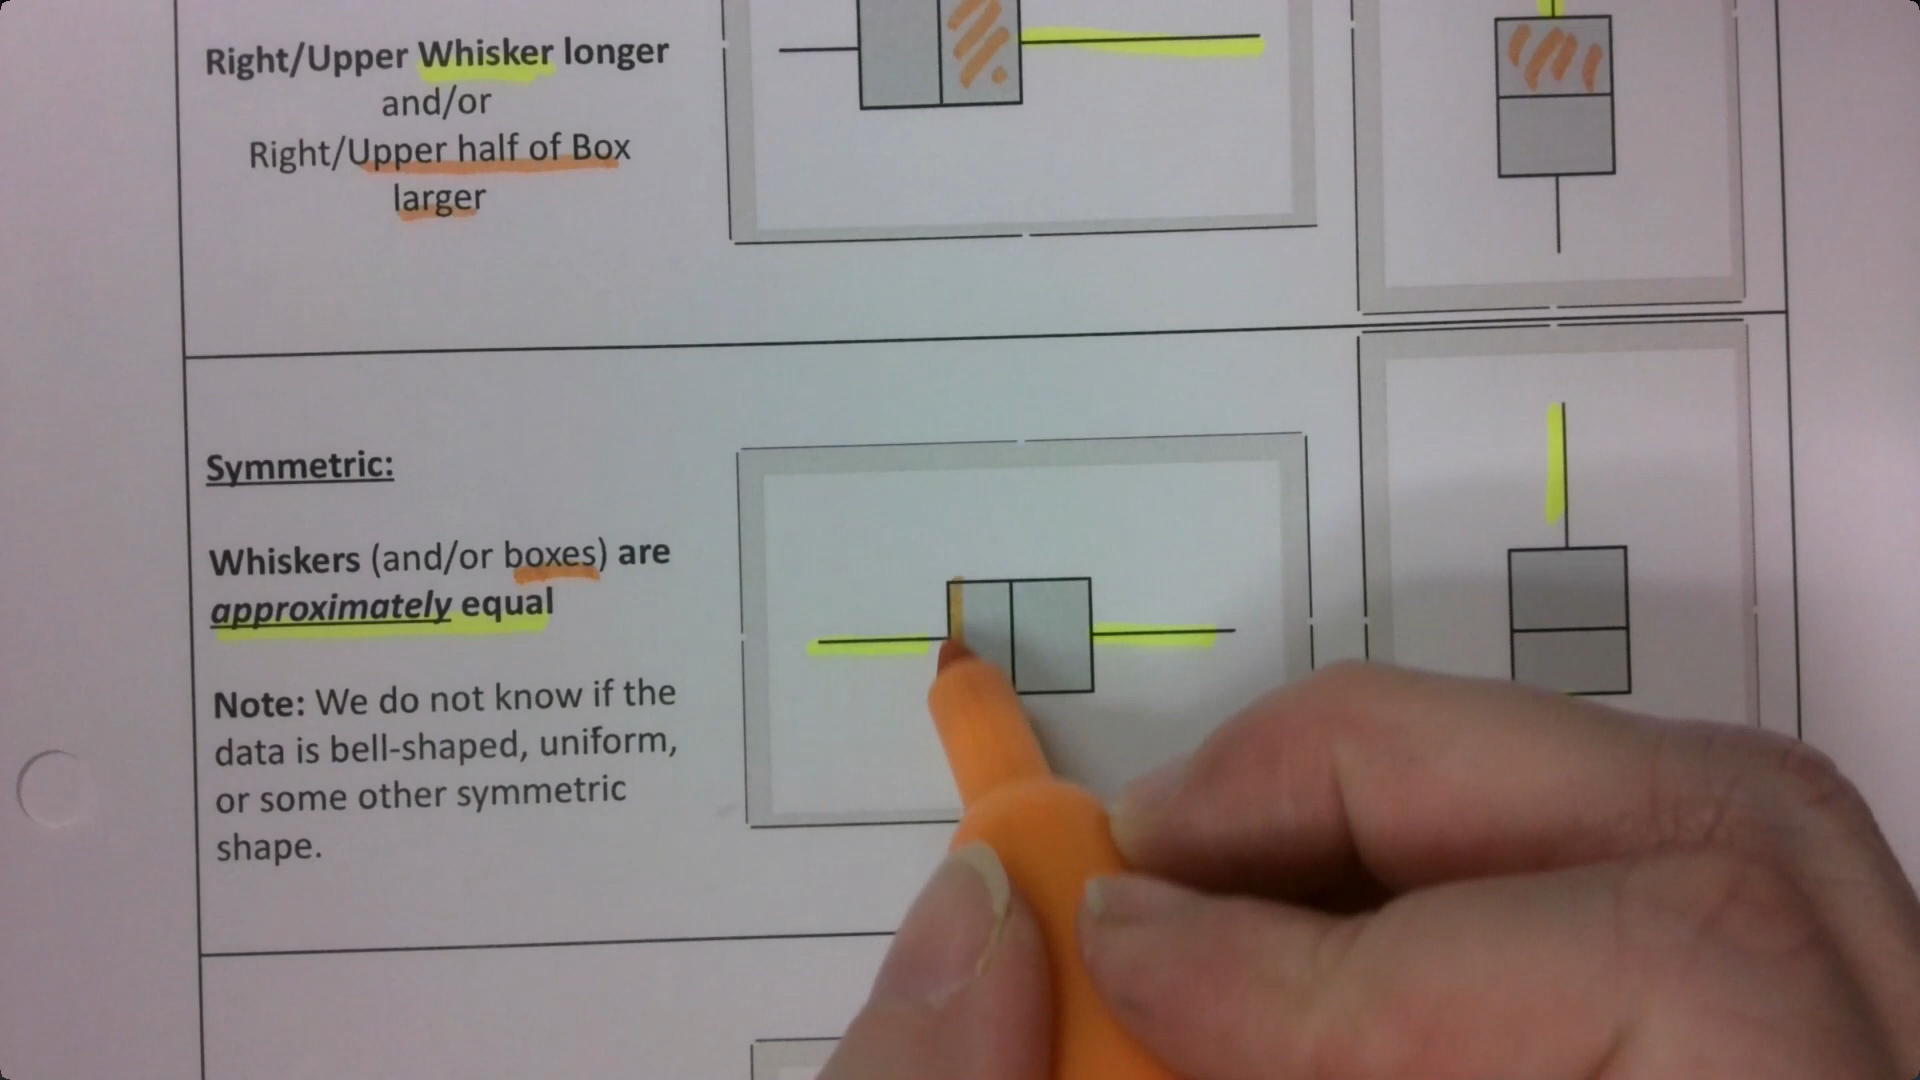 Right/Upper Whisker longer
and/or
Right/Upper half of Box
larger
Symmetric:
Whiskers (and/or boxes) are
approximately equal
Note: We do not know if the
data is bell-shaped, uniform,
or some other symmetric
shape.